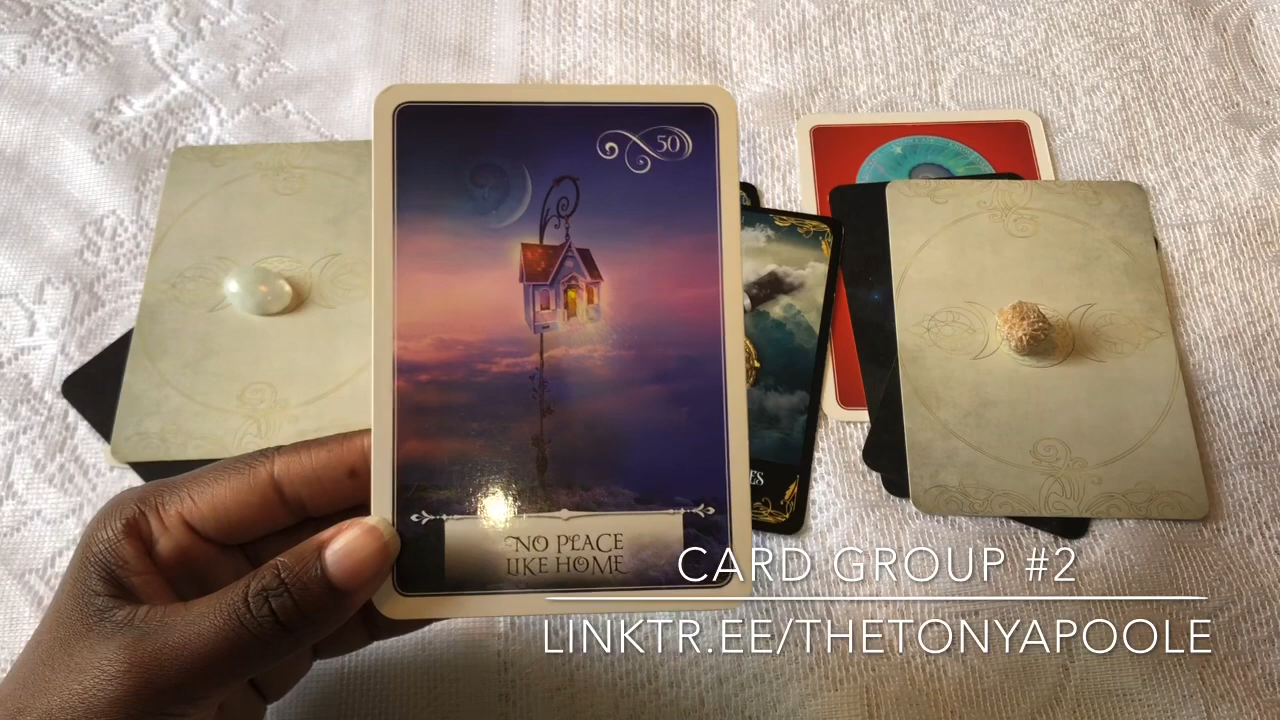 50
NO PLACE
LIKE HOME
CARD GROUP #2
LINKTR.EE/THETONYAPOOLE